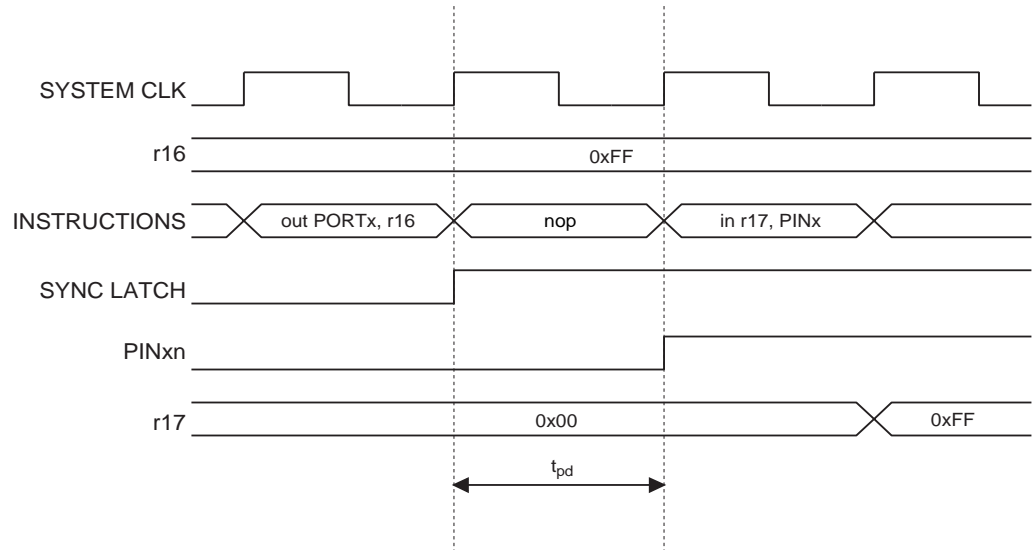 SYSTEM CLK
r16
0xFF
INSTRUCTIONS
out PORTx, r16
nop
in r17, PINx
SYNC LATCH
PINxn
r17
0x00
0xFF
tpd